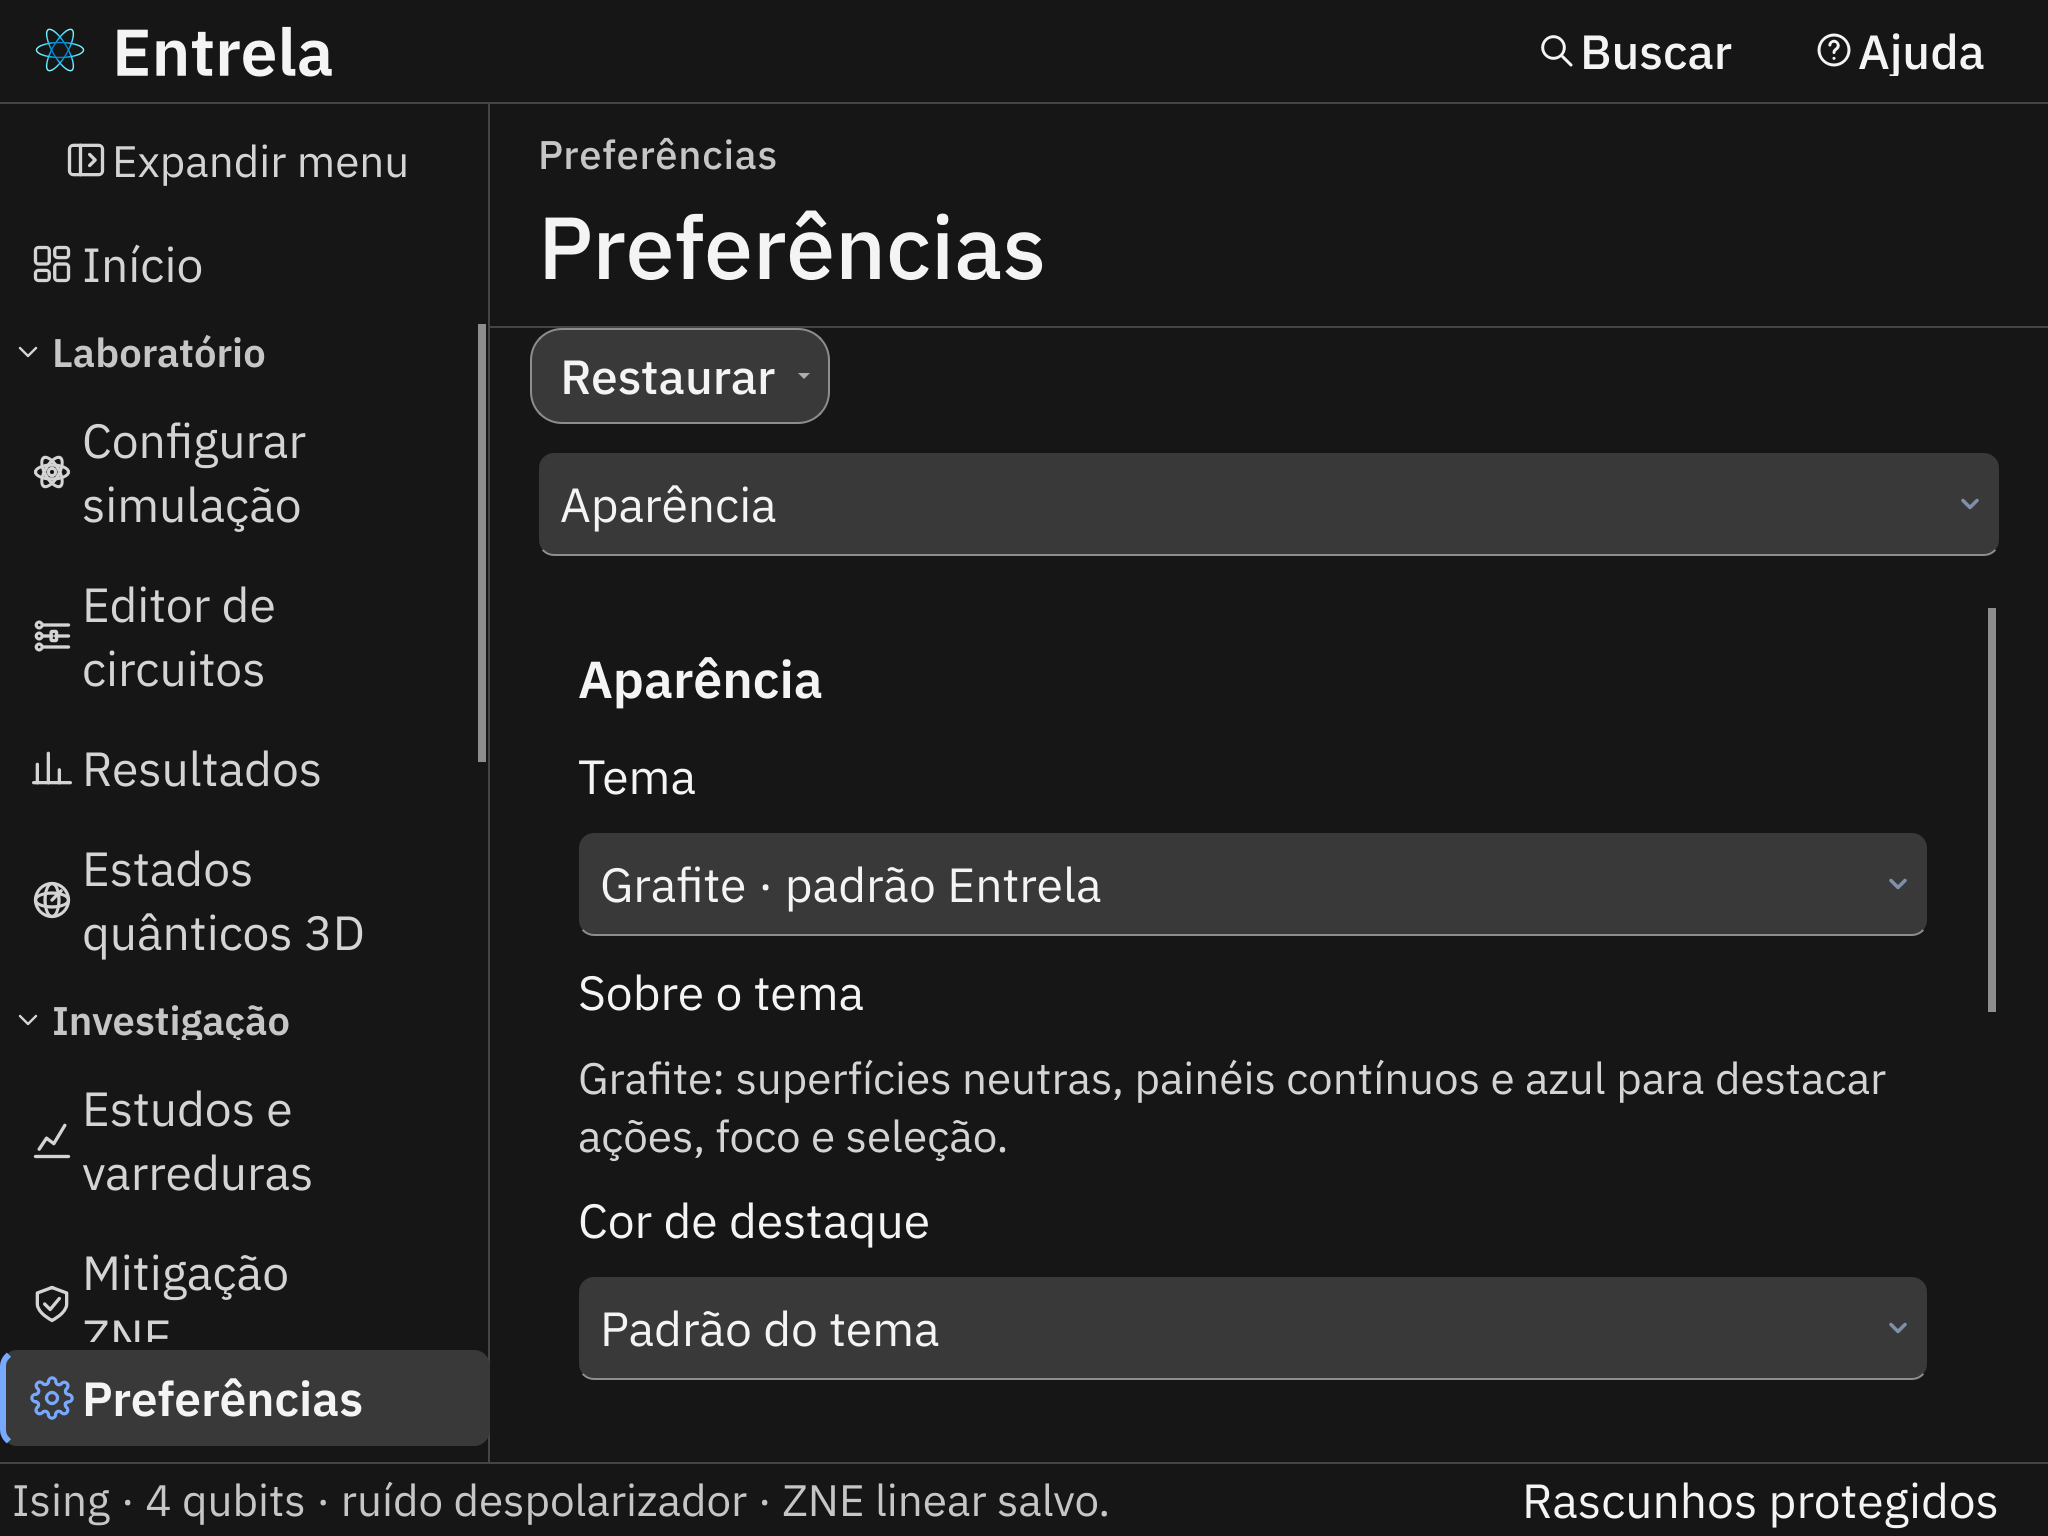 Entrela
Buscar
Ajuda
Expandir menu
Início
Laboratório
Configurar
simulação
Editor de
circuitos
Resultados
Estados
quânticos 3D
Investigação
Estudos e
varreduras
Mitigação
ZNE
Preferências
Preferências
Preferências
Restaurar
Aparência
Aparência
Tema
Grafite · padrão Entrela
Sobre o tema
Grafite: superfícies neutras, painéis contínuos e azul para destacar
ações, foco e seleção.
Cor de destaque
Padrão do tema
Ising · 4 qubits · ruído despolarizador · ZNE linear salvo.
Rascunhos protegidos